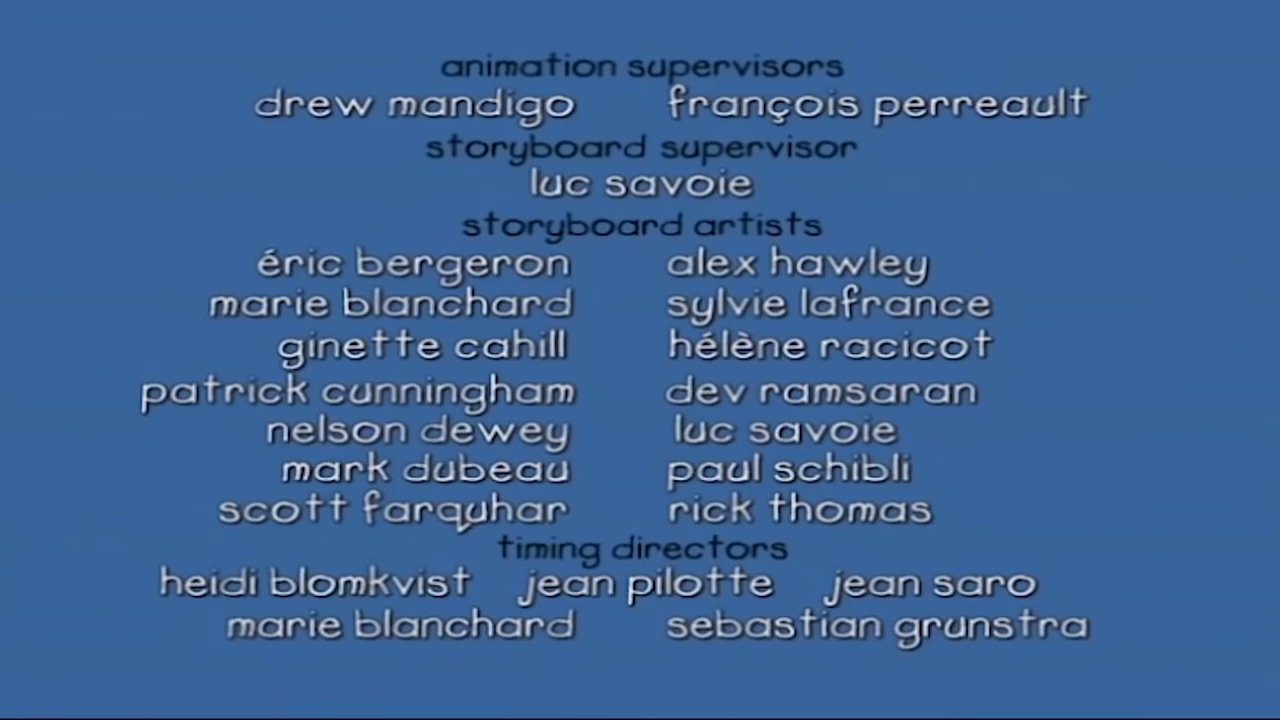 animation supervisors
drew mandigo françois perreault
storyboard supervisor
luc savoie
storyboard artists
éric bergeron alex hawley
marie blanchard sylvie lafrance
ginette cahill hélène racicot
patrick cunningham dev ramsaran
nelson dewey luc savoie
mark dubeau paul schibli
scott farquhar rick thomas
timing directors
heidi blomkvist jean pilotte jean saro
marie blanchard sebastian grunstra